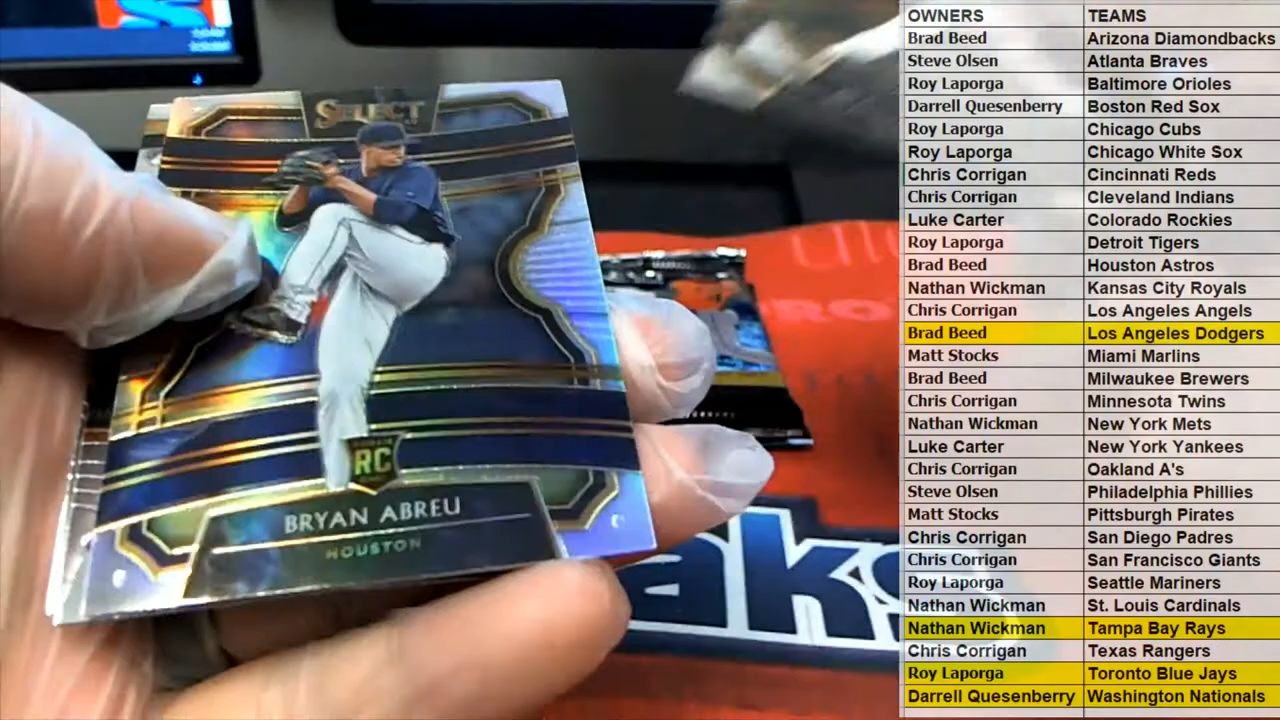 SELECT
RC
BRYAN ABREU
HOUSTON
aks
OWNERS TEAMS
Brad Beed Arizona Diamondbacks
Steve Olsen Atlanta Braves
Roy Laporga Baltimore Orioles
Darrell Quesenberry Boston Red Sox
Roy Laporga Chicago Cubs
Roy Laporga Chicago White Sox
Chris Corrigan Cincinnati Reds
Chris Corrigan Cleveland Indians
Luke Carter Colorado Rockies
Roy Laporga Detroit Tigers
Brad Beed Houston Astros
Nathan Wickman Kansas City Royals
Chris Corrigan Los Angeles Angels
Brad Beed Los Angeles Dodgers
Matt Stocks Miami Marlins
Brad Beed Milwaukee Brewers
Chris Corrigan Minnesota Twins
Nathan Wickman New York Mets
Luke Carter New York Yankees
Chris Corrigan Oakland A's
Steve Olsen Philadelphia Phillies
Matt Stocks Pittsburgh Pirates
Chris Corrigan San Diego Padres
Chris Corrigan San Francisco Giants
Roy Laporga Seattle Mariners
Nathan Wickman St. Louis Cardinals
Nathan Wickman Tampa Bay Rays
Chris Corrigan Texas Rangers
Roy Laporga Toronto Blue Jays
Darrell Quesenberry Washington Nationals